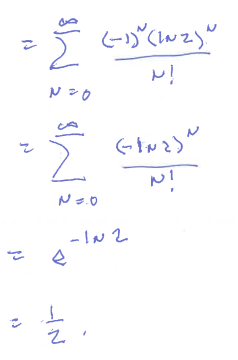 = ∞ Σ N=0 (-1)^N (ln 2)^N / N!
= ∞ Σ N=0 (-ln 2)^N / N!
= e^{-ln 2}
= 1/2 .